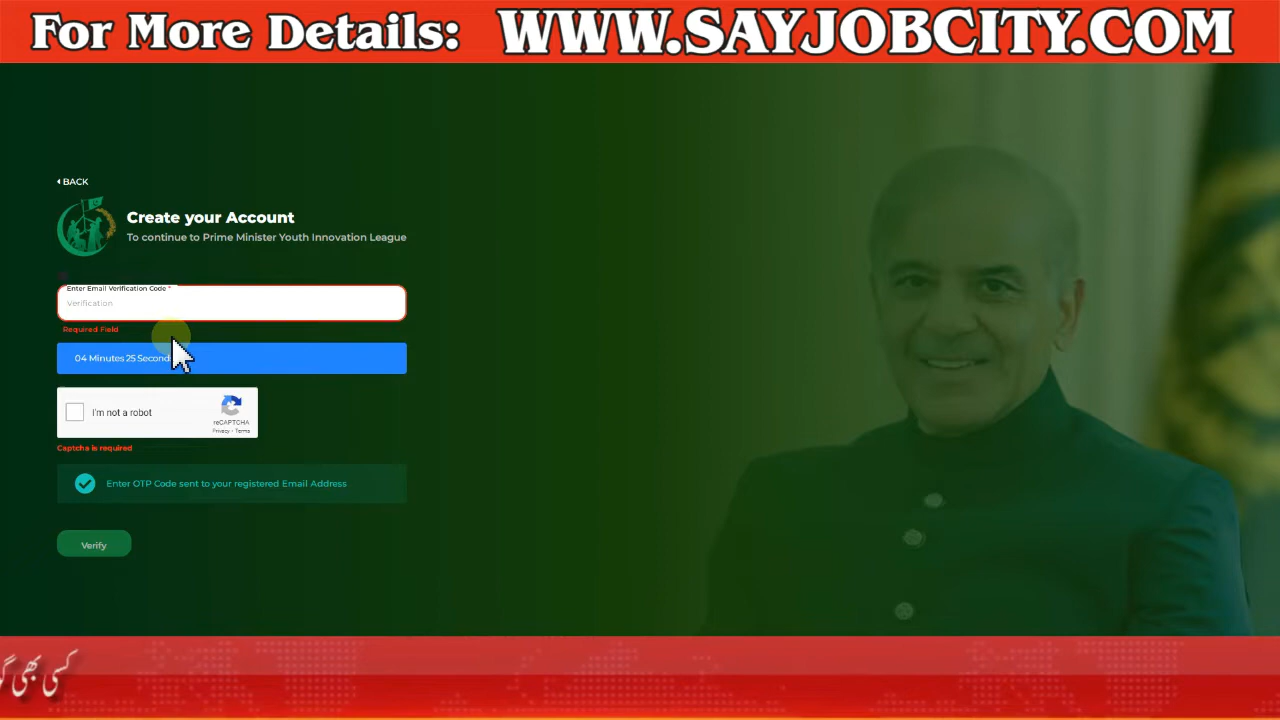 For More Details: WWW.SAYJOBCITY.COM
BACK
Create your Account
To continue to Prime Minister Youth Innovation League
Enter Email Verification Code *
Verification
Required Field
04 Minutes 25 Second
I'm not a robot
reCAPTCHA
Privacy - Terms
Captcha is required
Enter OTP Code sent to your registered Email Address
Verify
کسی بھی